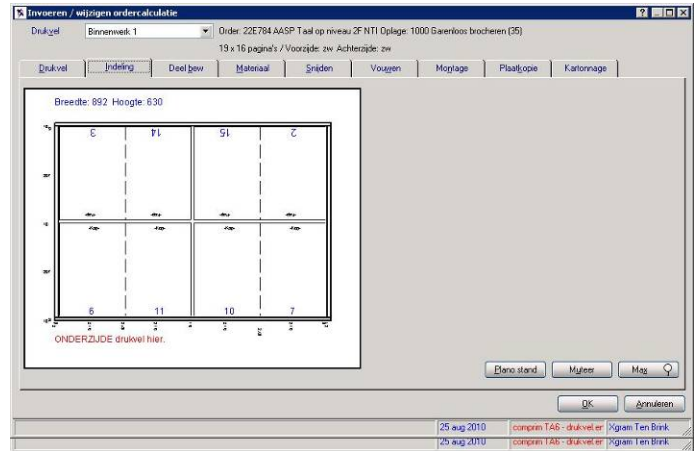 Invoeren / wijzigen ordercalculatie
Drukvel Binnenwerk 1 Order: 22E784 AASP Taal op niveau 2F NTI Oplage: 1000 Garenloos brocheren (35)
19 x 16 pagina's / Voorzijde: zw Achterzijde: zw
Drukvel Indeling Deel bew Materiaal Snijden Vouwen Montage Plaatkopie Kartonnage
Breedte: 892 Hoogte: 630
3 14 15 2
6 11 10 7
ONDERZIJDE drukvel hier.
Plano stand Muteer Max
OK Annuleren
25 aug 2010 comprim TA6 - drukvel.er Xgram Ten Brink
25 aug 2010 comprim TA6 - drukvel.er Xgram Ten Brink